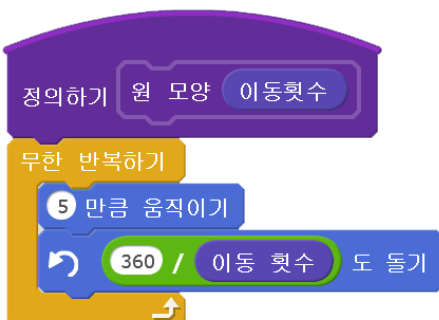 정의하기 원 모양 이동횟수
무한 반복하기
5 만큼 움직이기
360 / 이동 횟수 도 돌기